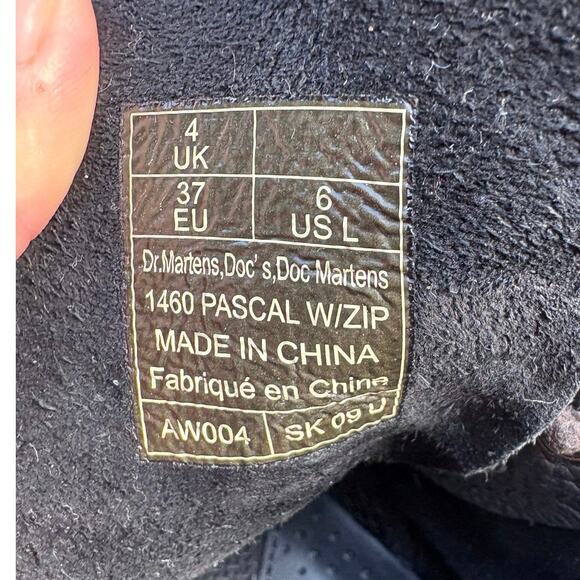 4
UK
37
EU
6
US L
Dr.Martens,Doc's,Doc Martens
1460 PASCAL W/ZIP
MADE IN CHINA
Fabriqué en Chine
AW004
SK 09 U